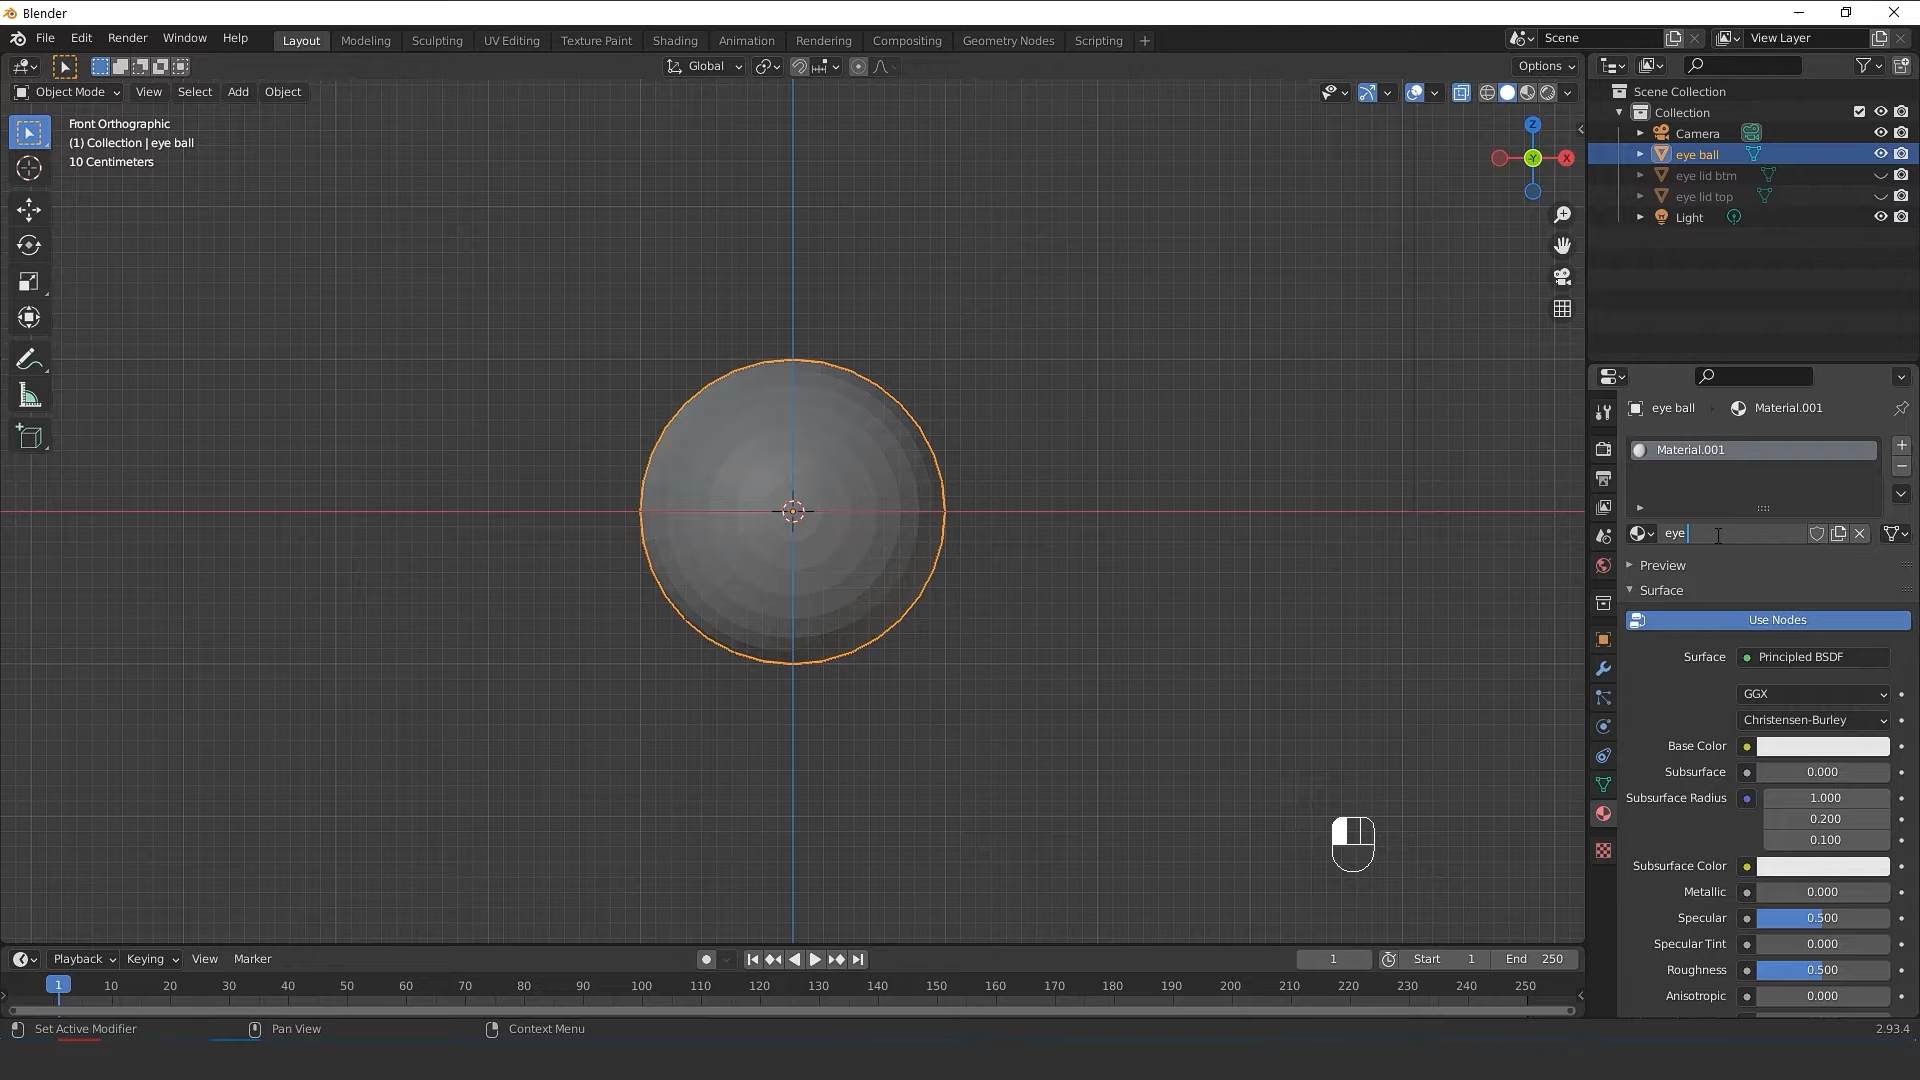 Blender
File Edit Render Window Help Layout Modeling Sculpting UV Editing Texture Paint Shading Animation Rendering Compositing Geometry Nodes Scripting + Scene View Layer
Global Options
Object Mode View Select Add Object
Front Orthographic
(1) Collection | eye ball
10 Centimeters
Z
-Y X
Scene Collection
Collection
Camera
eye ball
eye lid btm
eye lid top
Light
eye ball Material.001
Material.001
eye
Preview
Surface
Use Nodes
Surface Principled BSDF
GGX
Christensen-Burley
Base Color
Subsurface 0.000
Subsurface Radius 1.000
0.200
0.100
Subsurface Color
Metallic 0.000
Specular 0.500
Specular Tint 0.000
Roughness 0.500
Anisotropic 0.000
Playback Keying View Marker 1 Start 1 End 250
1 10 20 30 40 50 60 70 80 90 100 110 120 130 140 150 160 170 180 190 200 210 220 230 240 250
Set Active Modifier Pan View Context Menu 2.93.4